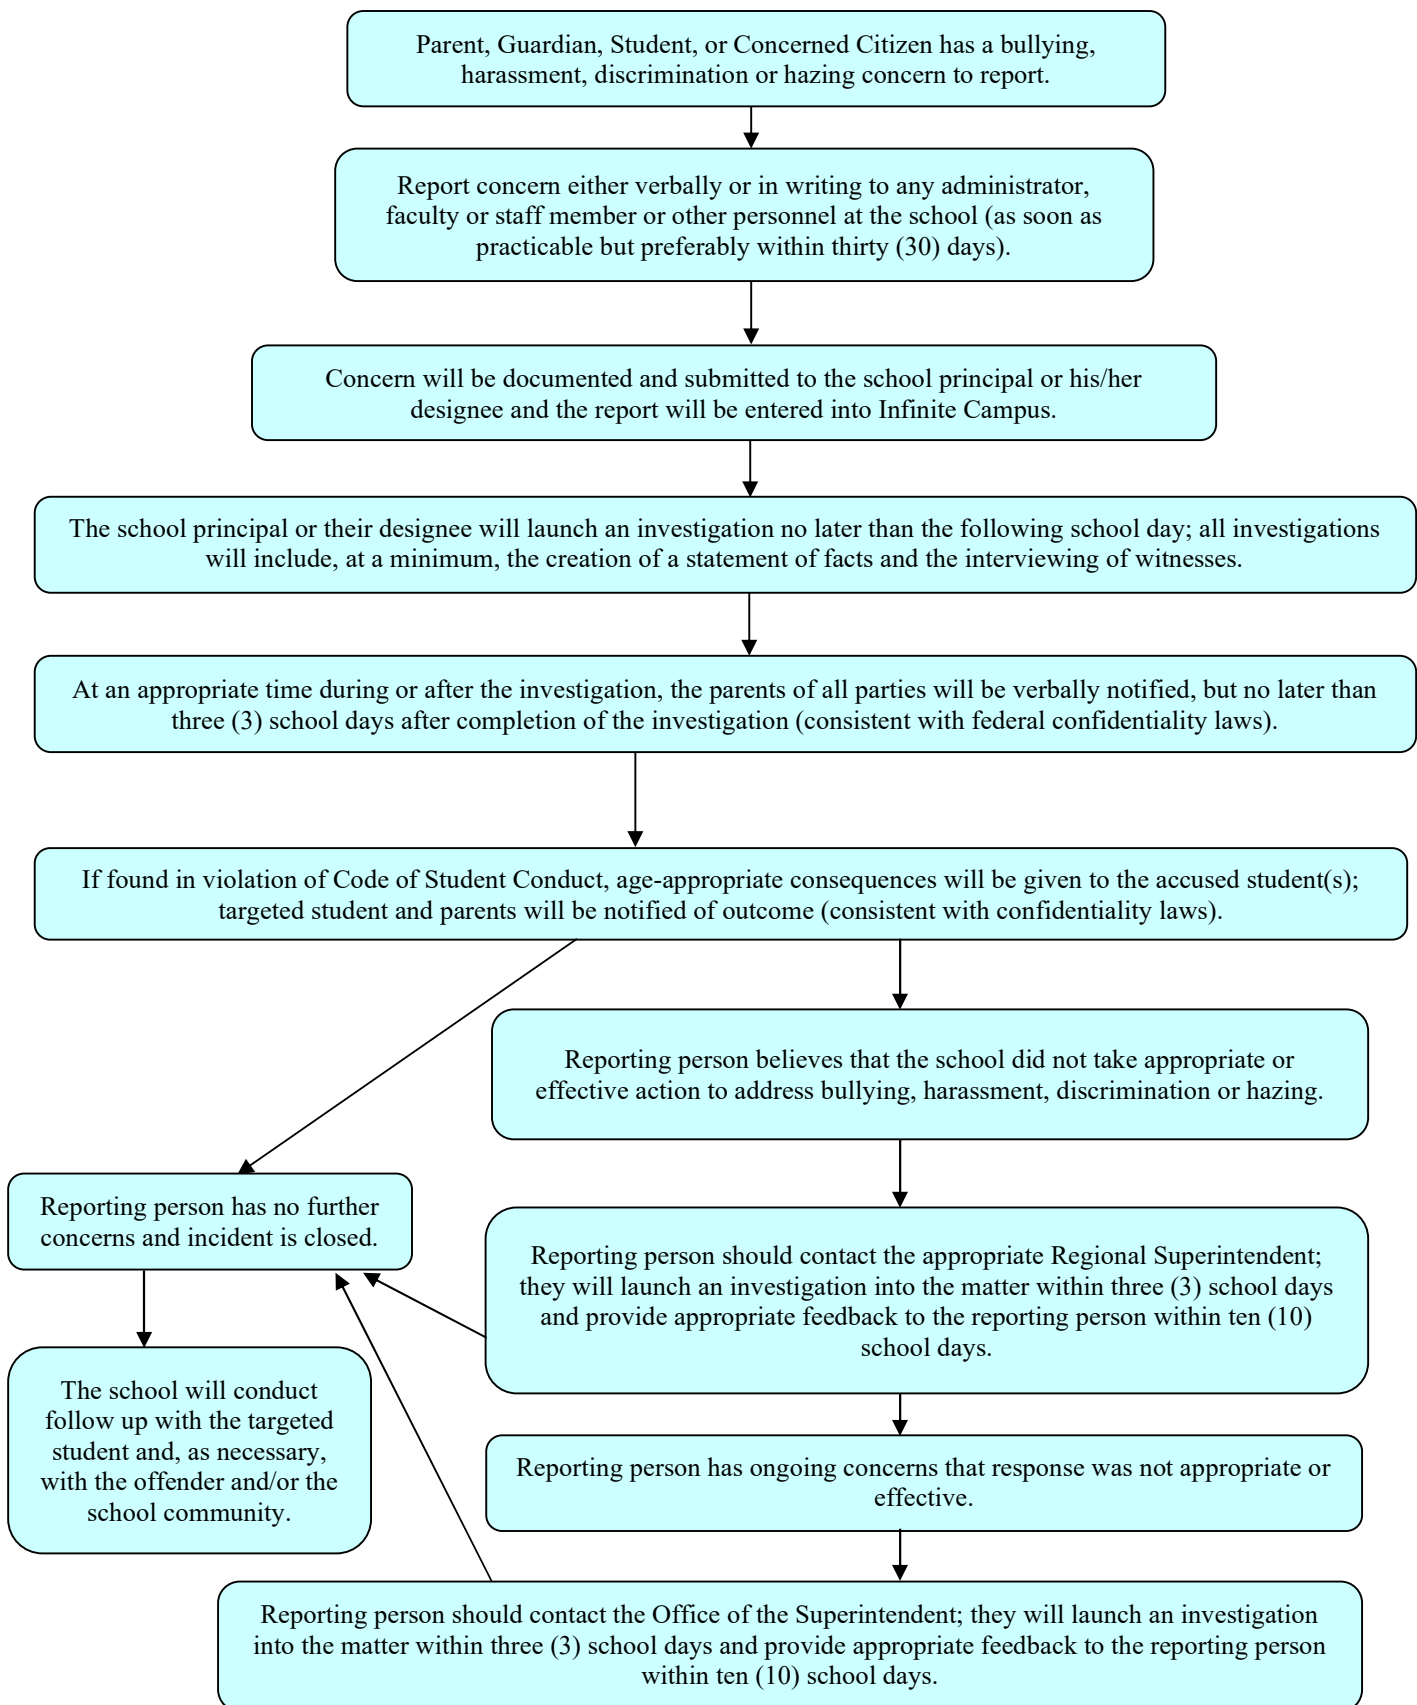 Parent, Guardian, Student, or Concerned Citizen has a bullying,
harassment, discrimination or hazing concern to report.
Report concern either verbally or in writing to any administrator,
faculty or staff member or other personnel at the school (as soon as
practicable but preferably within thirty (30) days).
Concern will be documented and submitted to the school principal or his/her
designee and the report will be entered into Infinite Campus.
The school principal or their designee will launch an investigation no later than the following school day; all investigations
will include, at a minimum, the creation of a statement of facts and the interviewing of witnesses.
At an appropriate time during or after the investigation, the parents of all parties will be verbally notified, but no later than
three (3) school days after completion of the investigation (consistent with federal confidentiality laws).
If found in violation of Code of Student Conduct, age-appropriate consequences will be given to the accused student(s);
targeted student and parents will be notified of outcome (consistent with confidentiality laws).
Reporting person believes that the school did not take appropriate or
effective action to address bullying, harassment, discrimination or hazing.
Reporting person has no further
concerns and incident is closed.
Reporting person should contact the appropriate Regional Superintendent;
they will launch an investigation into the matter within three (3) school days
and provide appropriate feedback to the reporting person within ten (10)
school days.
The school will conduct
follow up with the targeted
student and, as necessary,
with the offender and/or the
school community.
Reporting person has ongoing concerns that response was not appropriate or
effective.
Reporting person should contact the Office of the Superintendent; they will launch an investigation
into the matter within three (3) school days and provide appropriate feedback to the reporting person
within ten (10) school days.